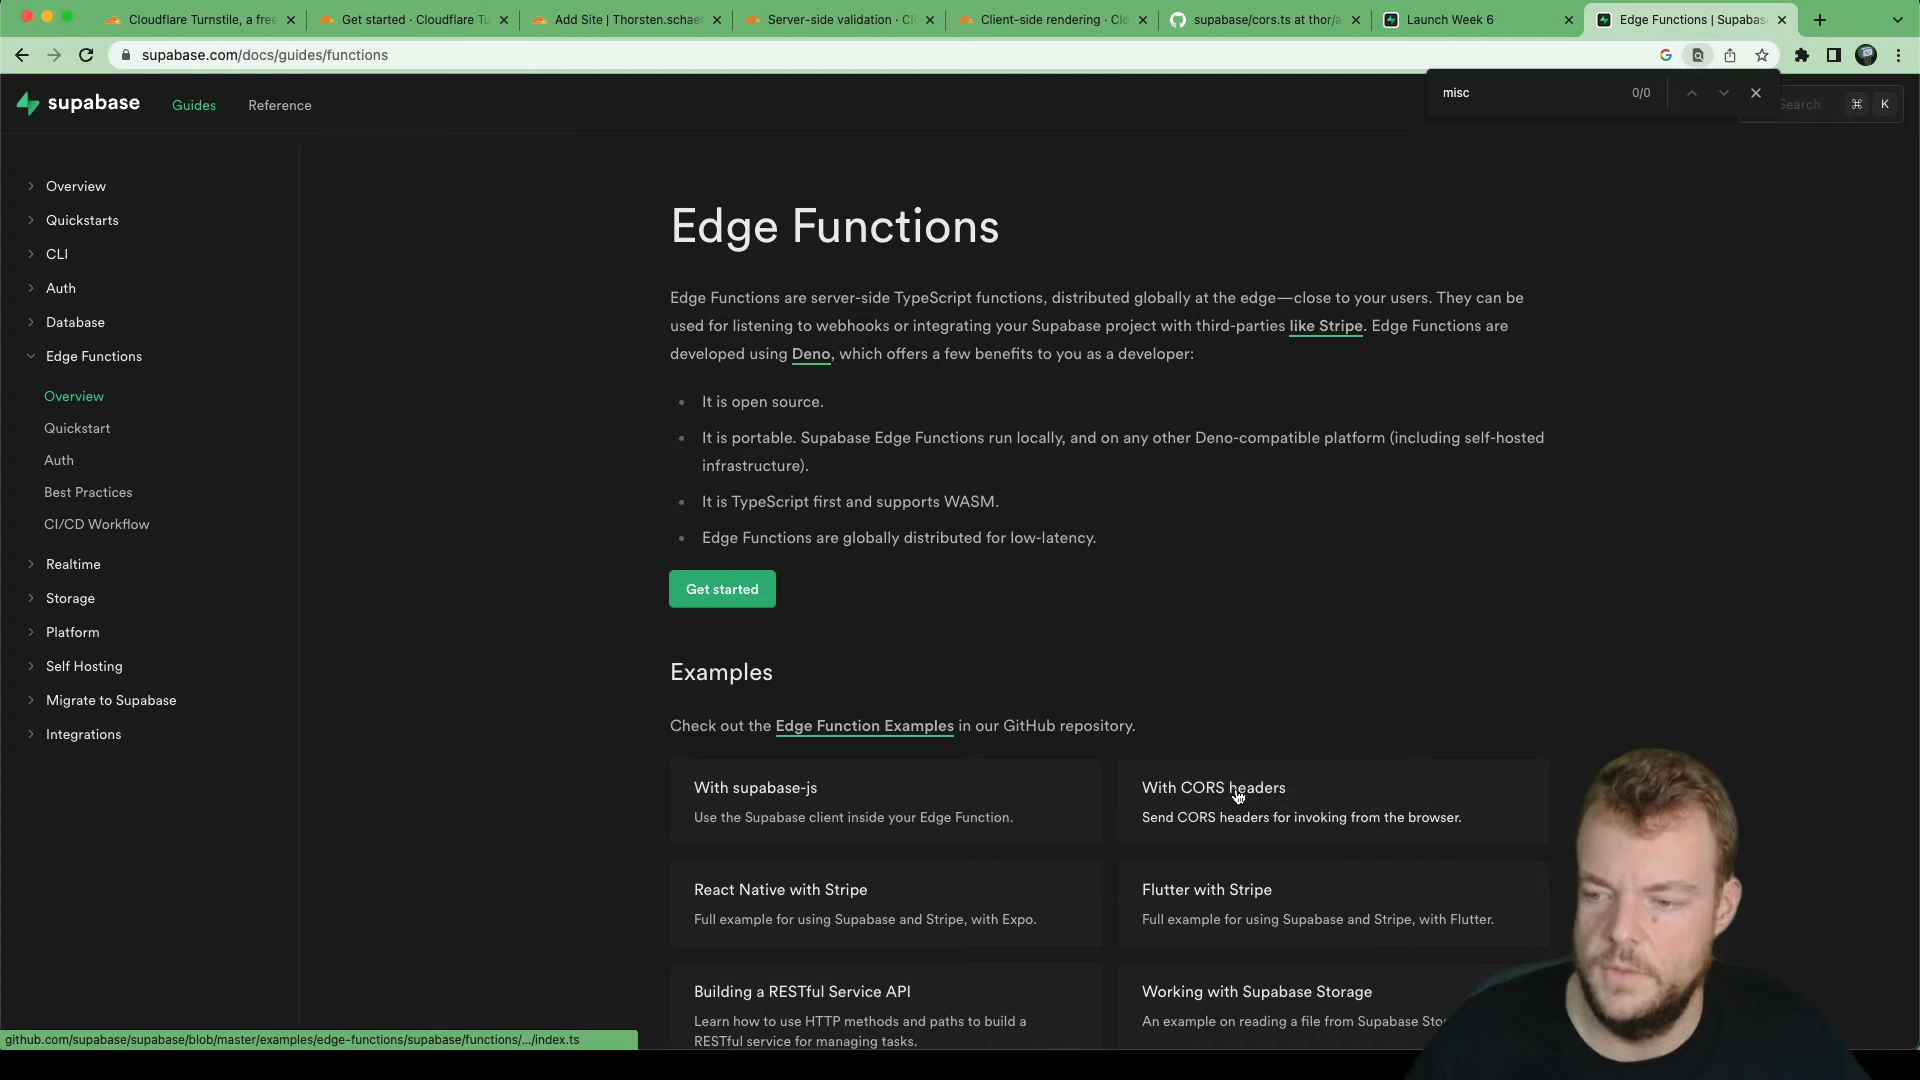 Cloudflare Turnstile, a free
Get started · Cloudflare Tu
Add Site | Thorsten.schaef
Server-side validation · Cl
Client-side rendering · Clo
supabase/cors.ts at thor/a
Launch Week 6
Edge Functions | Supabas
supabase.com/docs/guides/functions
misc
0/0
supabase
Guides
Reference
Search
⌘
K
Overview
Quickstarts
CLI
Auth
Database
Edge Functions
Overview
Quickstart
Auth
Best Practices
CI/CD Workflow
Realtime
Storage
Platform
Self Hosting
Migrate to Supabase
Integrations
Edge Functions
Edge Functions are server-side TypeScript functions, distributed globally at the edge—close to your users. They can be
used for listening to webhooks or integrating your Supabase project with third-parties like Stripe. Edge Functions are
developed using Deno, which offers a few benefits to you as a developer:
• It is open source.
• It is portable. Supabase Edge Functions run locally, and on any other Deno-compatible platform (including self-hosted
infrastructure).
• It is TypeScript first and supports WASM.
• Edge Functions are globally distributed for low-latency.
Get started
Examples
Check out the Edge Function Examples in our GitHub repository.
With supabase-js
Use the Supabase client inside your Edge Function.
With CORS headers
Send CORS headers for invoking from the browser.
React Native with Stripe
Full example for using Supabase and Stripe, with Expo.
Flutter with Stripe
Full example for using Supabase and Stripe, with Flutter.
Building a RESTful Service API
Learn how to use HTTP methods and paths to build a
RESTful service for managing tasks.
Working with Supabase Storage
An example on reading a file from Supabase Sto
github.com/supabase/supabase/blob/master/examples/edge-functions/supabase/functions/.../index.ts